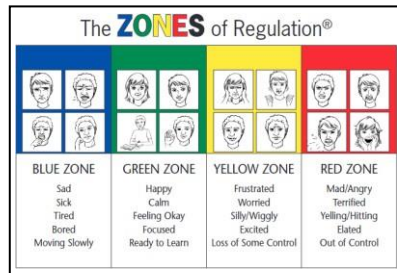 The ZONES of Regulation®
BLUE ZONE
Sad
Sick
Tired
Bored
Moving Slowly
GREEN ZONE
Happy
Calm
Feeling Okay
Focused
Ready to Learn
YELLOW ZONE
Frustrated
Worried
Silly/Wiggly
Excited
Loss of Some Control
RED ZONE
Mad/Angry
Terrified
Yelling/Hitting
Elated
Out of Control